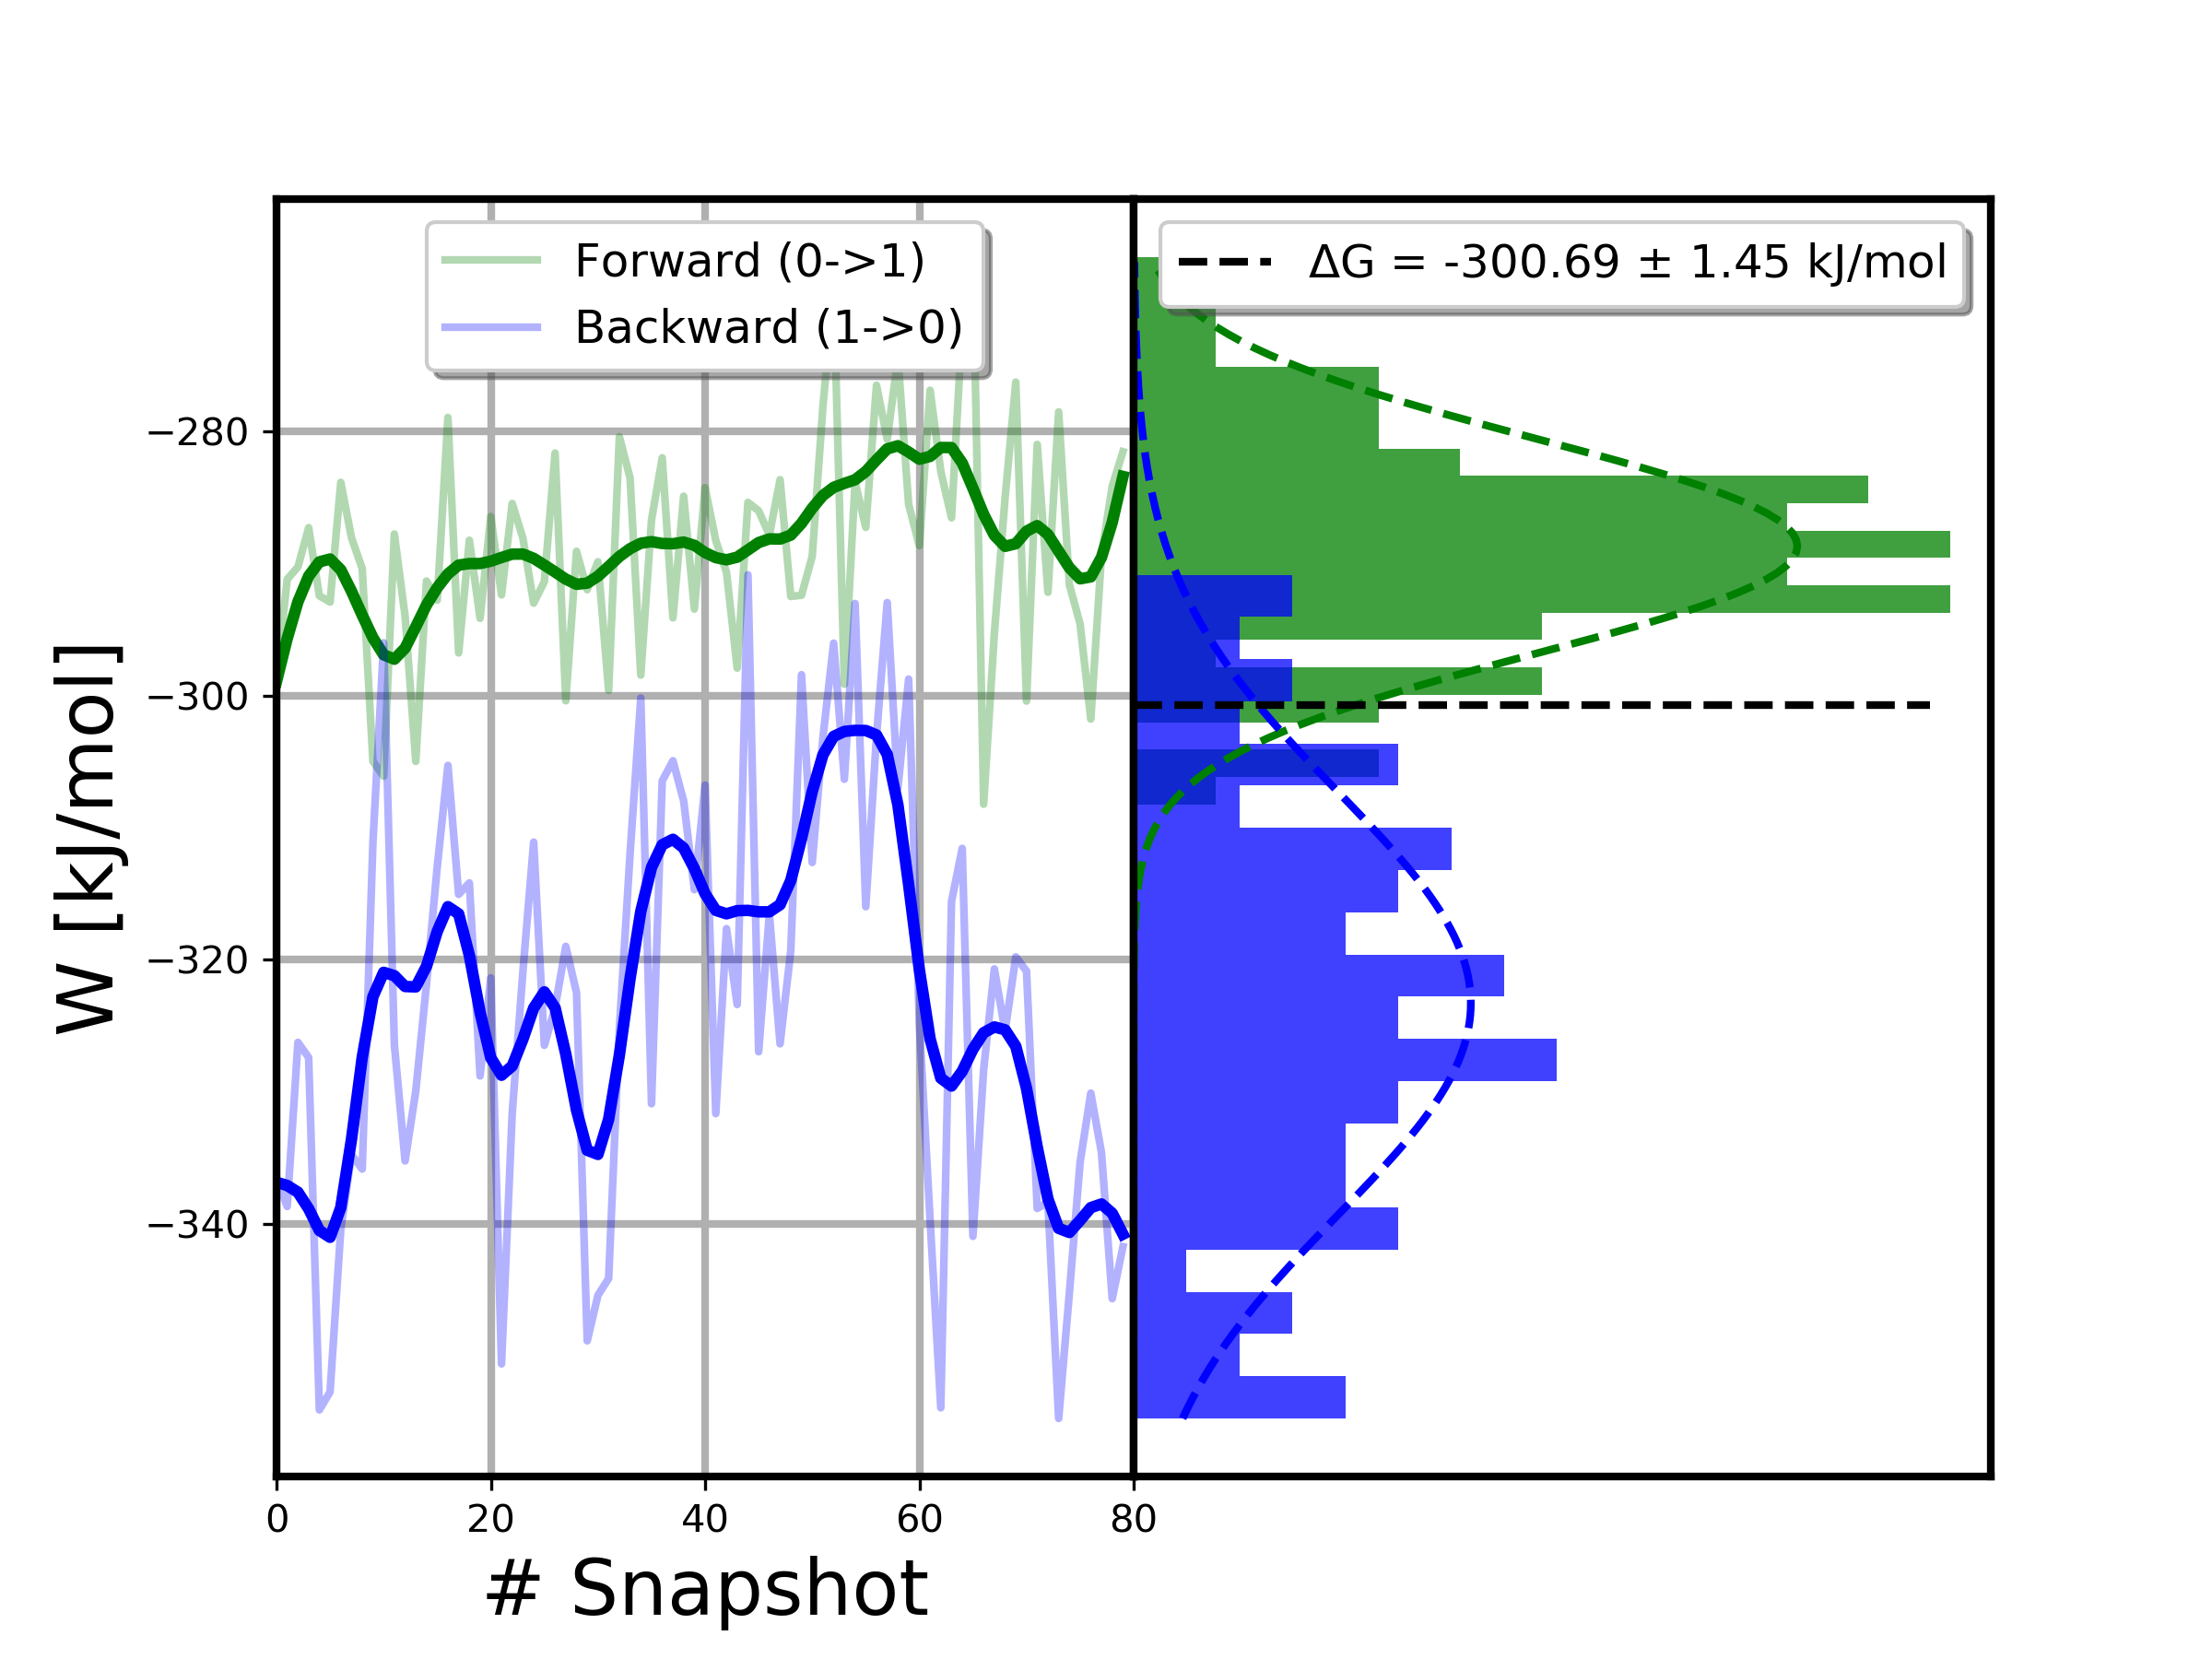 Forward (0->1)
Backward (1->0)
ΔG = -300.69 ± 1.45 kJ/mol
W [kJ/mol]
−280
−300
−320
−340
0 20 40 60 80
# Snapshot